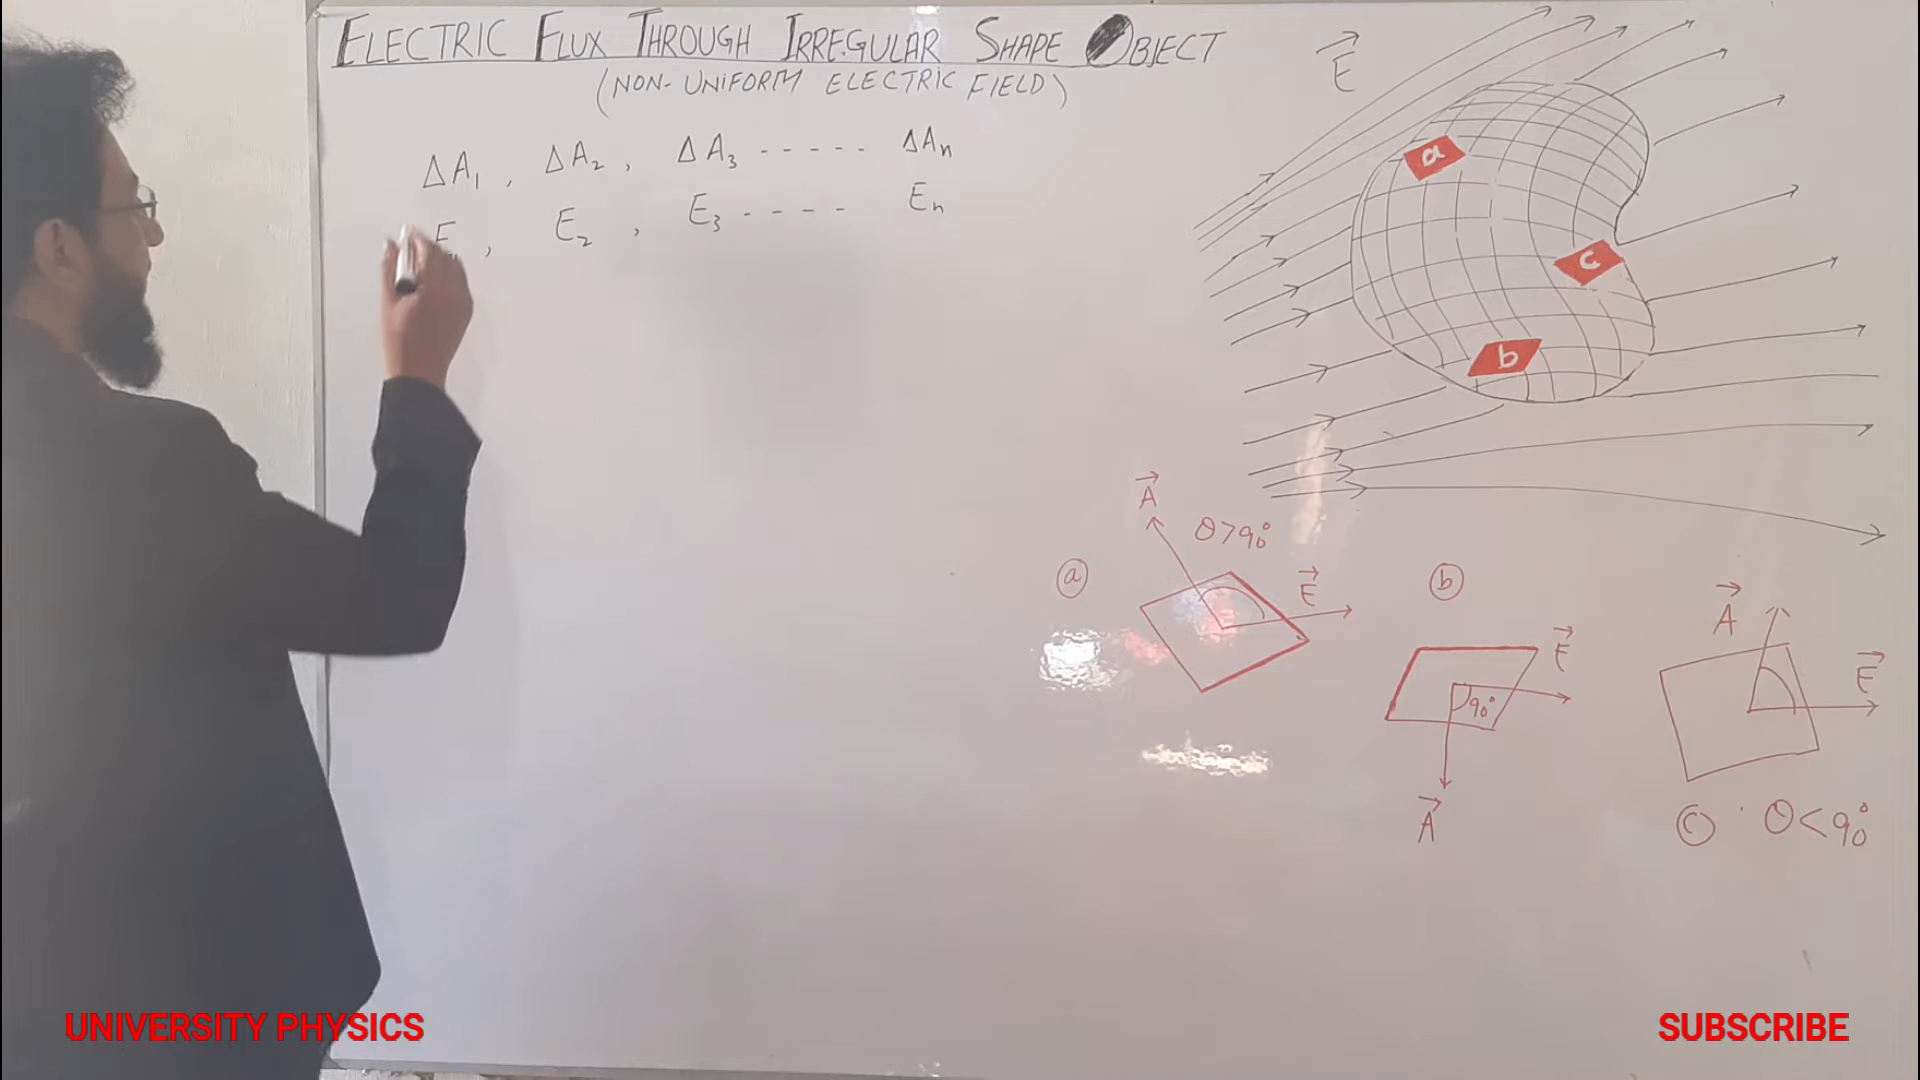 ELECTRIC FLUX THROUGH IRREGULAR SHAPE OBJECT
(NON-UNIFORM ELECTRIC FIELD)
ΔA₁, ΔA₂, ΔA₃ ----- ΔAₙ
E₁, E₂, E₃ ---- Eₙ
E⃗
a
c
b
A⃗
θ>90°
ⓐ
E⃗
ⓑ
E⃗
90°
A⃗
A⃗
E⃗
ⓒ θ<90°
UNIVERSITY PHYSICS
SUBSCRIBE